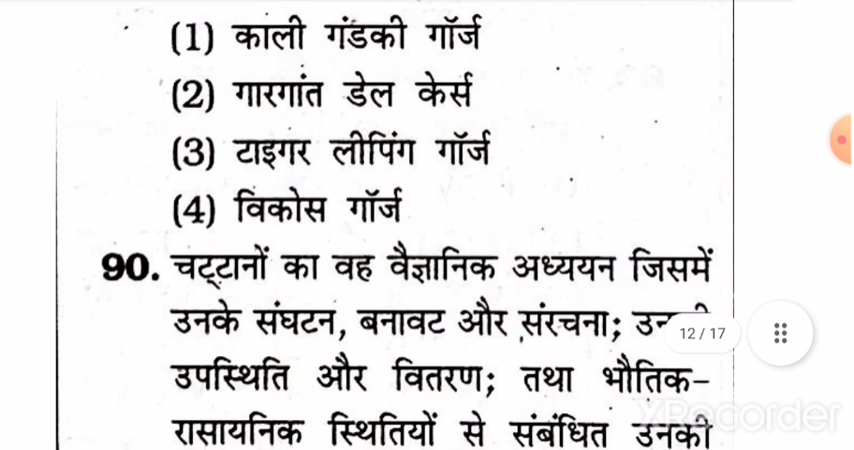 (1) काली गंडकी गॉर्ज
(2) गारगांत डेल केर्स
(3) टाइगर लीपिंग गॉर्ज
(4) विकोस गॉर्ज
90. चट्टानों का वह वैज्ञानिक अध्ययन जिसमें
उनके संघटन, बनावट और संरचना;
12 / 17
उपस्थिति और वितरण; तथा भौतिक-
रासायनिक स्थितियों से संबंधित उनकी
XRecorder